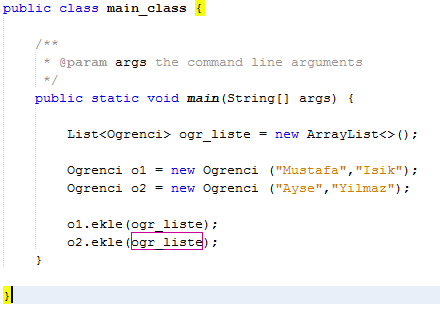 public class main_class {
/**
* @param args the command line arguments
*/
public static void main(String[] args) {
List<Ogrenci> ogr_liste = new ArrayList<>();
Ogrenci o1 = new Ogrenci ("Mustafa","Isik");
Ogrenci o2 = new Ogrenci ("Ayse","Yilmaz");
o1.ekle(ogr_liste);
o2.ekle(ogr_liste);
}
}